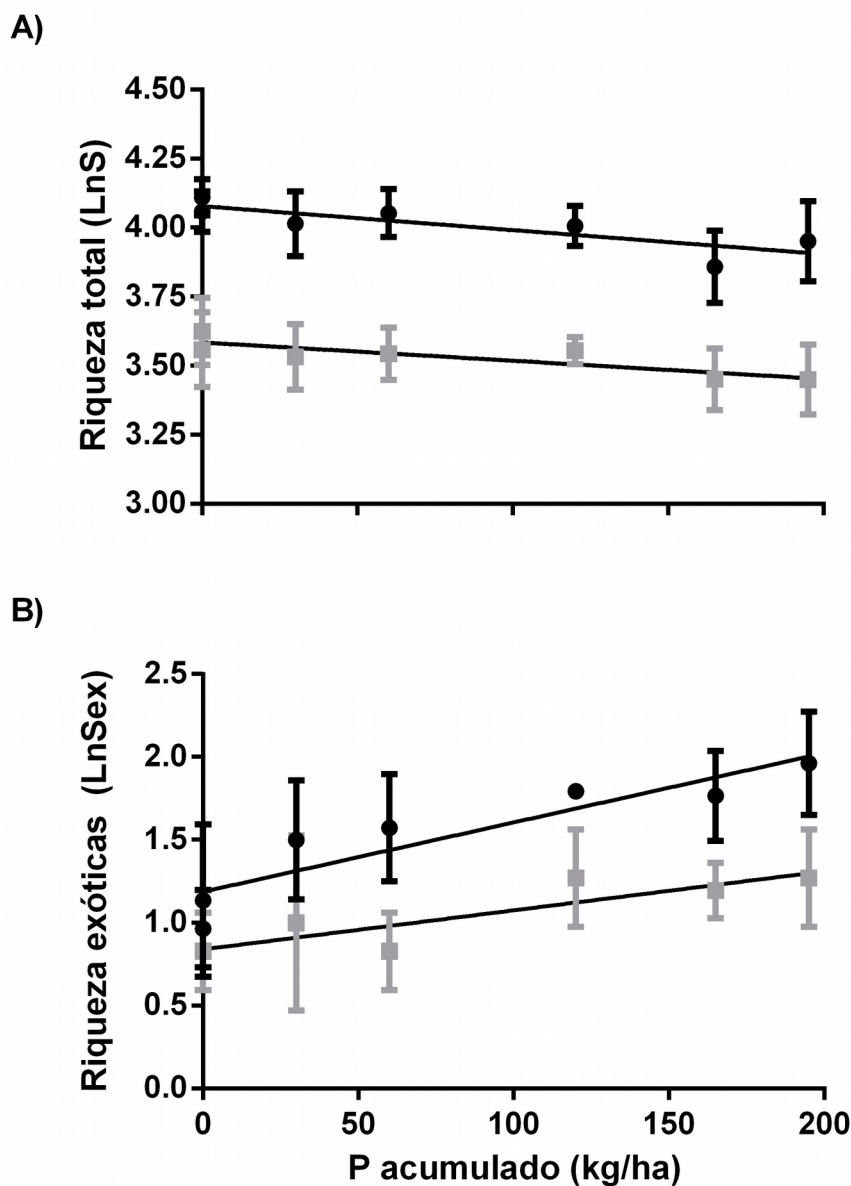 A)
Riqueza total (LnS)
4.50
4.25
4.00
3.75
3.50
3.25
3.00
B)
Riqueza exóticas (LnSex)
2.5
2.0
1.5
1.0
0.5
0.0
0 50 100 150 200
P acumulado (kg/ha)